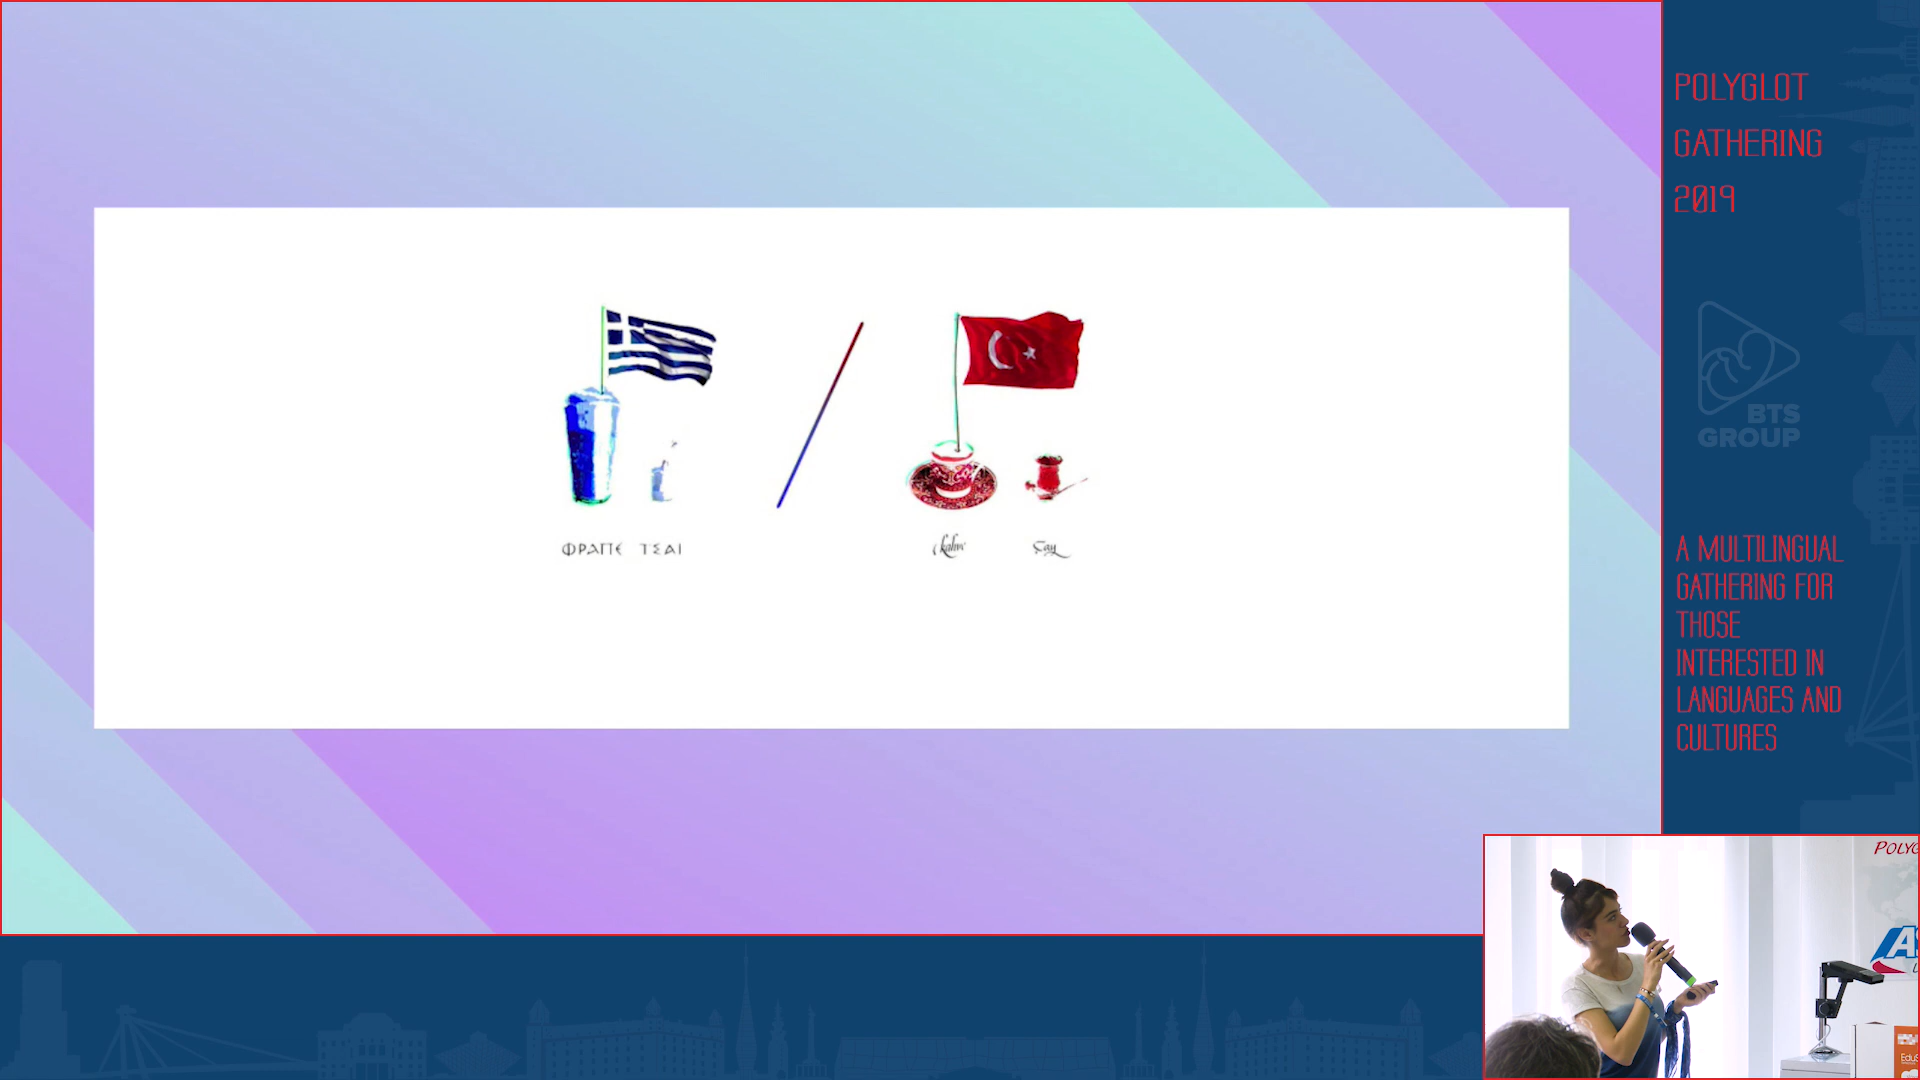 POLYGLOT
GATHERING
2019
BTS
GROUP
ΦΡΑΠΕ ΤΣΑΙ
kahve
çay
A MULTILINGUAL
GATHERING FOR
THOSE
INTERESTED IN
LANGUAGES AND
CULTURES